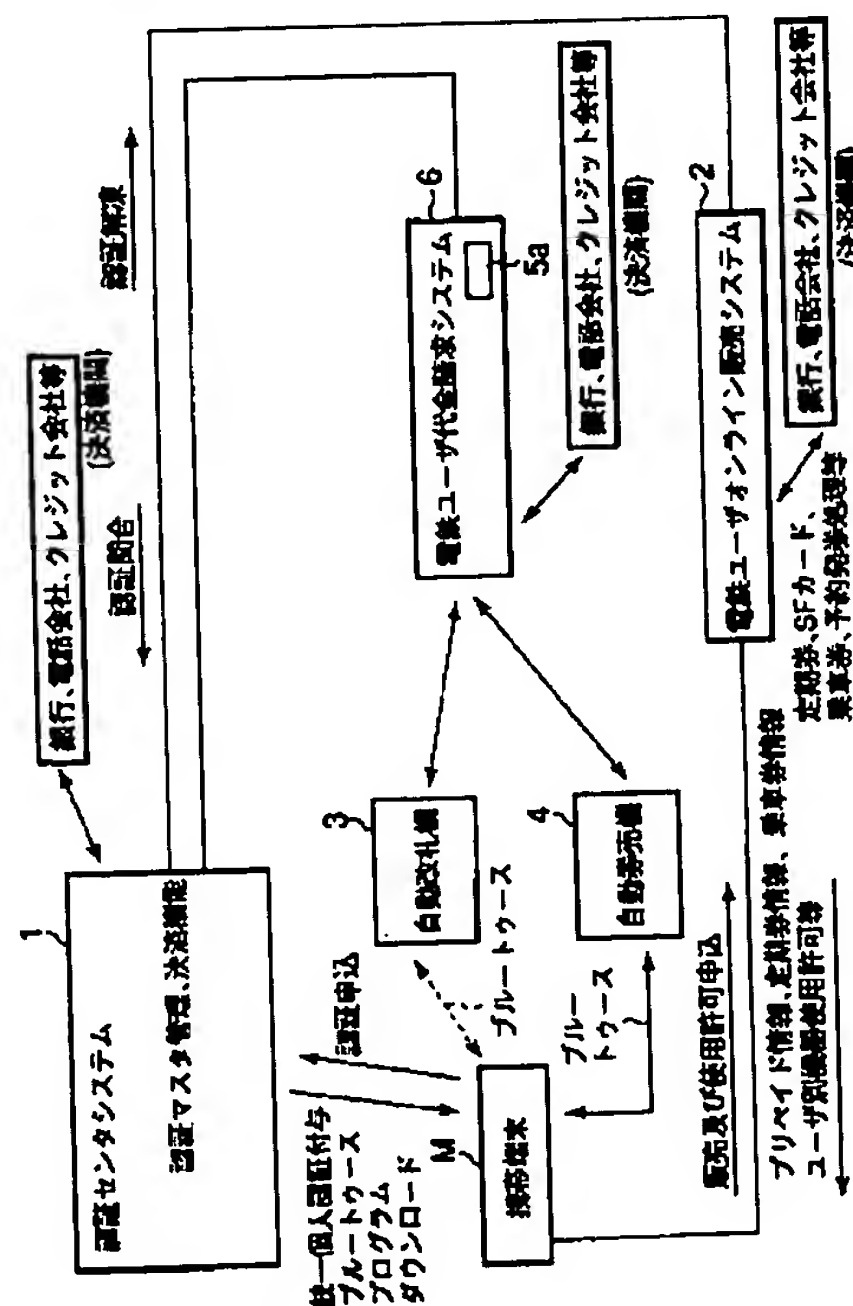 1
認証センタシステム
認証マスタ管理、決済機能
銀行、電話会社、クレジット会社等
(決済機関)
認証問合
認証解凍
統一個人認証付与
ブルートゥース
プログラム
ダウンロード
認証申込
M
携帯端末
ブルートゥース
3
自動改札機
ブルー
トゥース
4
自動券売機
6
電鉄ユーザ代金請求システム
5a
銀行、電話会社、クレジット会社等
(決済機関)
販売及び使用許可申込
プリペイド情報、定期券情報、乗車券情報
ユーザ別機器使用許可等
2
電鉄ユーザオンライン販売システム
定期券、SFカード、
乗車券、予約発券処理等
銀行、電話会社、クレジット会社等
(決済機関)